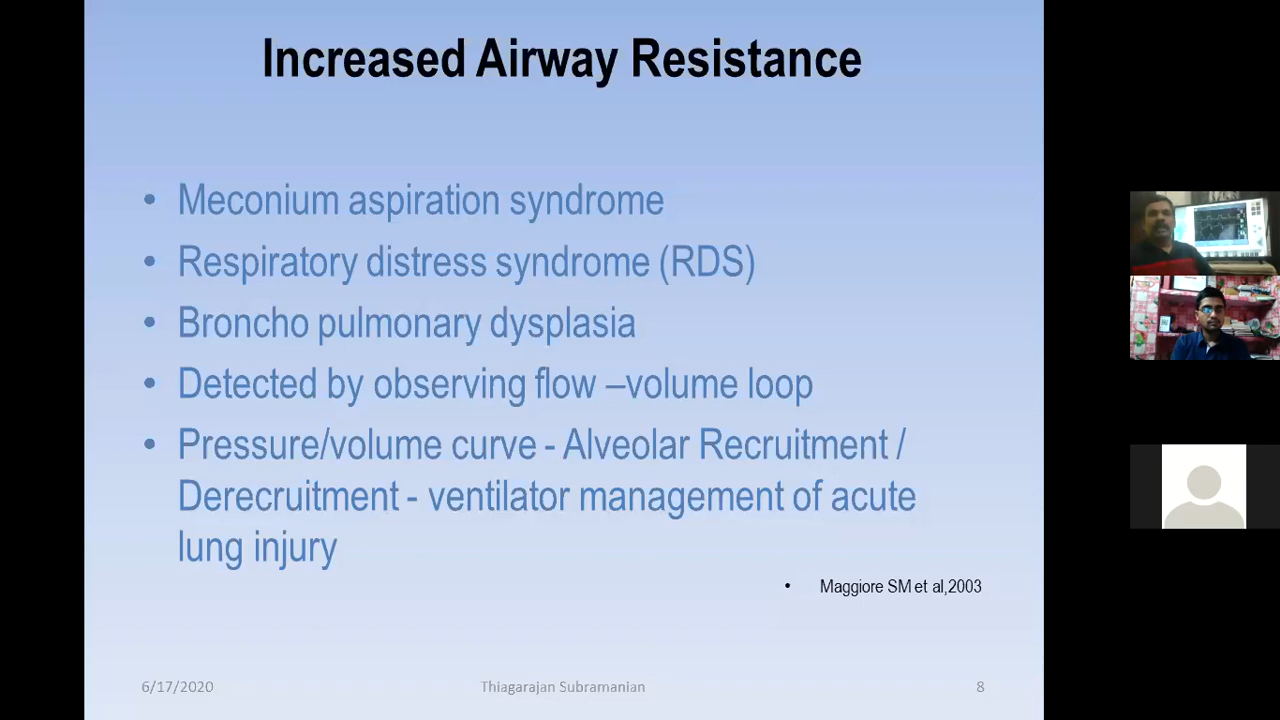 Increased Airway Resistance
• Meconium aspiration syndrome
• Respiratory distress syndrome (RDS)
• Broncho pulmonary dysplasia
• Detected by observing flow –volume loop
• Pressure/volume curve - Alveolar Recruitment /
Derecruitment - ventilator management of acute
lung injury
• Maggiore SM et al,2003
6/17/2020
Thiagarajan Subramanian
8